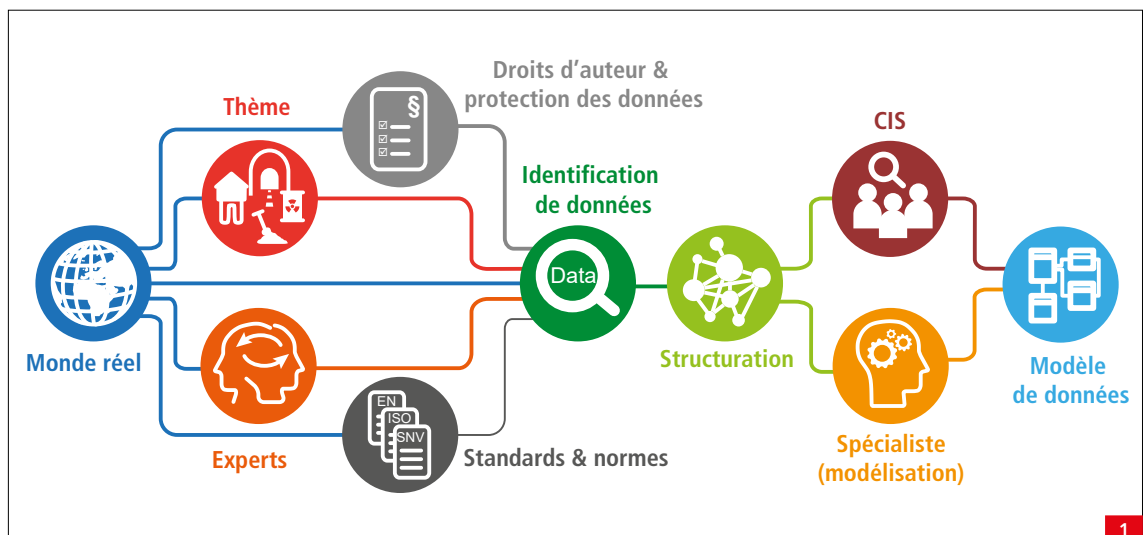 Droits d’auteur &
protection des données
§
Thème
CIS
Identification
de données
Data
Monde réel
Structuration
Modèle
de données
EN
ISO
SNV
Experts
Standards & normes
Spécialiste
(modélisation)
1